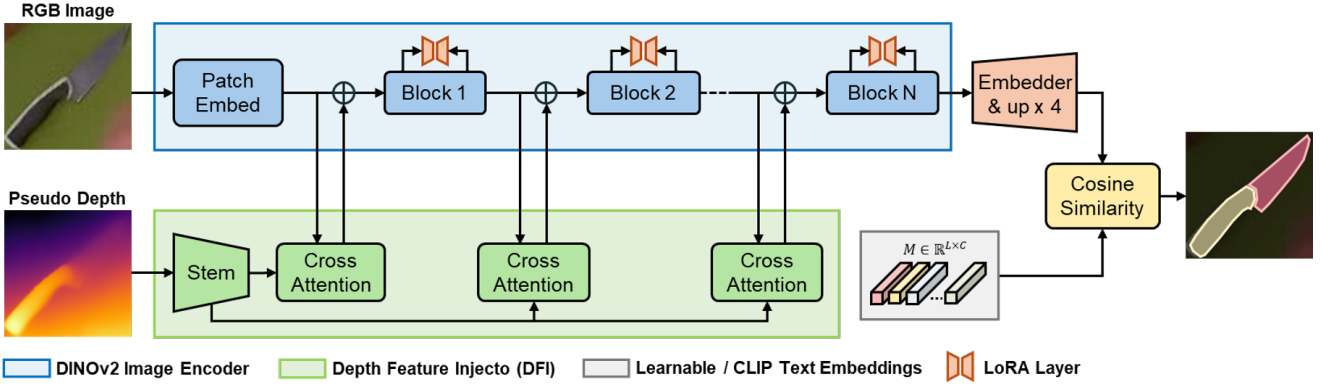 RGB Image
Patch
Embed
Block 1
Block 2
Block N
Embedder
& up x 4
Pseudo Depth
Stem
Cross
Attention
Cross
Attention
Cross
Attention
M ∈ ℝ^{L×C}
...
Cosine
Similarity
DINOv2 Image Encoder
Depth Feature Injecto (DFI)
Learnable / CLIP Text Embeddings
LoRA Layer